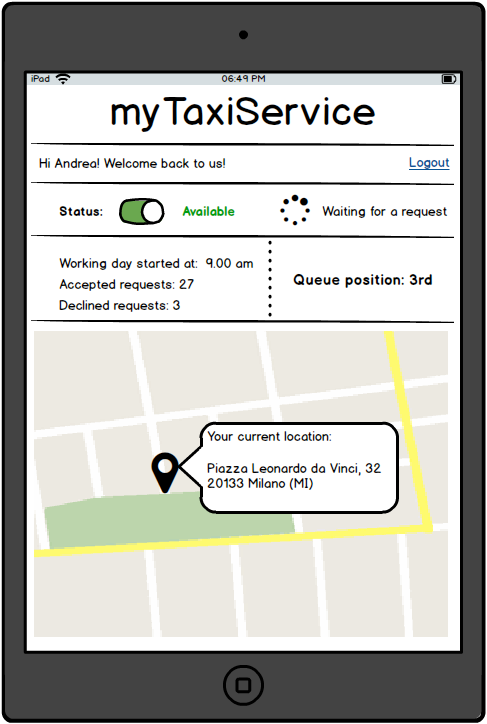 iPad 06:49 PM
myTaxiService
Hi Andrea! Welcome back to us! Logout
Status: Available Waiting for a request
Working day started at: 9.00 am
Accepted requests: 27
Declined requests: 3
Queue position: 3rd
Your current location:
Piazza Leonardo da Vinci, 32
20133 Milano (MI)